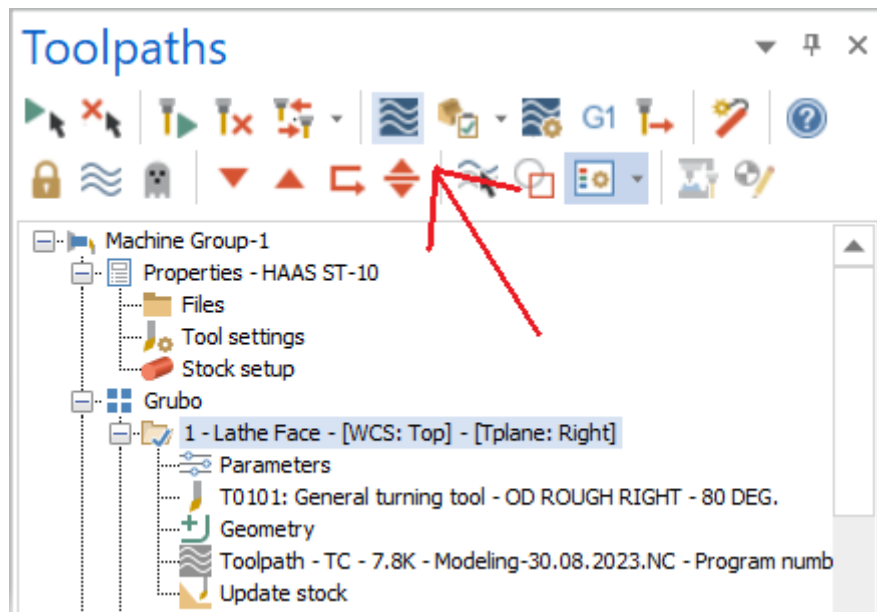 Toolpaths
G1
Machine Group-1
Properties - HAAS ST-10
Files
Tool settings
Stock setup
Grubo
1 - Lathe Face - [WCS: Top] - [Tplane: Right]
Parameters
T0101: General turning tool - OD ROUGH RIGHT - 80 DEG.
Geometry
Toolpath - TC - 7.8K - Modeling-30.08.2023.NC - Program numb
Update stock